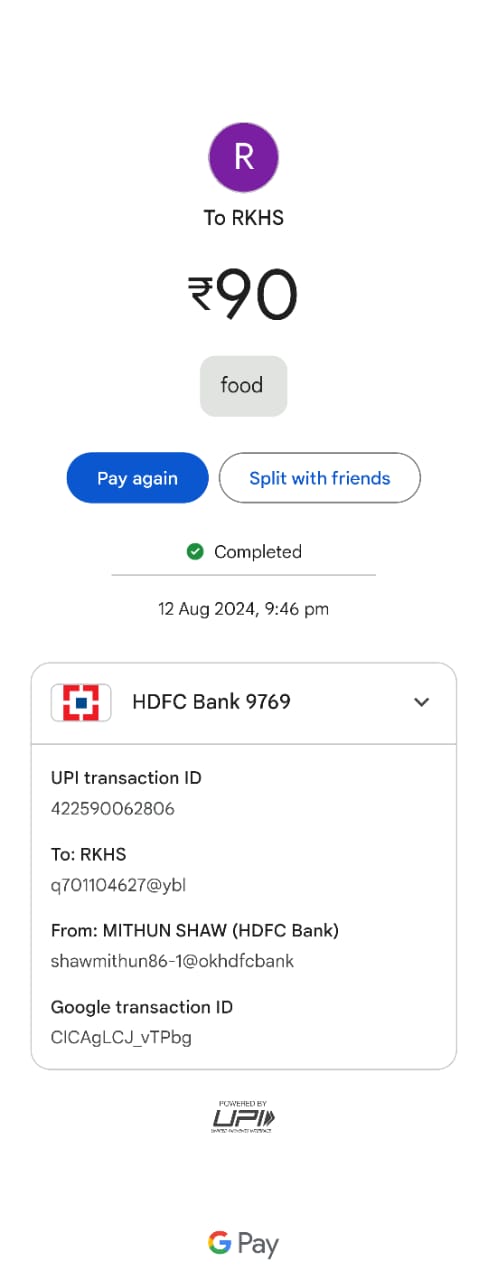 R
To RKHS
₹90
food
Pay again
Split with friends
Completed
12 Aug 2024, 9:46 pm
HDFC Bank 9769
UPI transaction ID
422590062806
To: RKHS
q701104627@ybl
From: MITHUN SHAW (HDFC Bank)
shawmithun86-1@okhdfcbank
Google transaction ID
CICAgLCJ_vTPbg
POWERED BY
UPI
UNIFIED PAYMENTS INTERFACE
G Pay